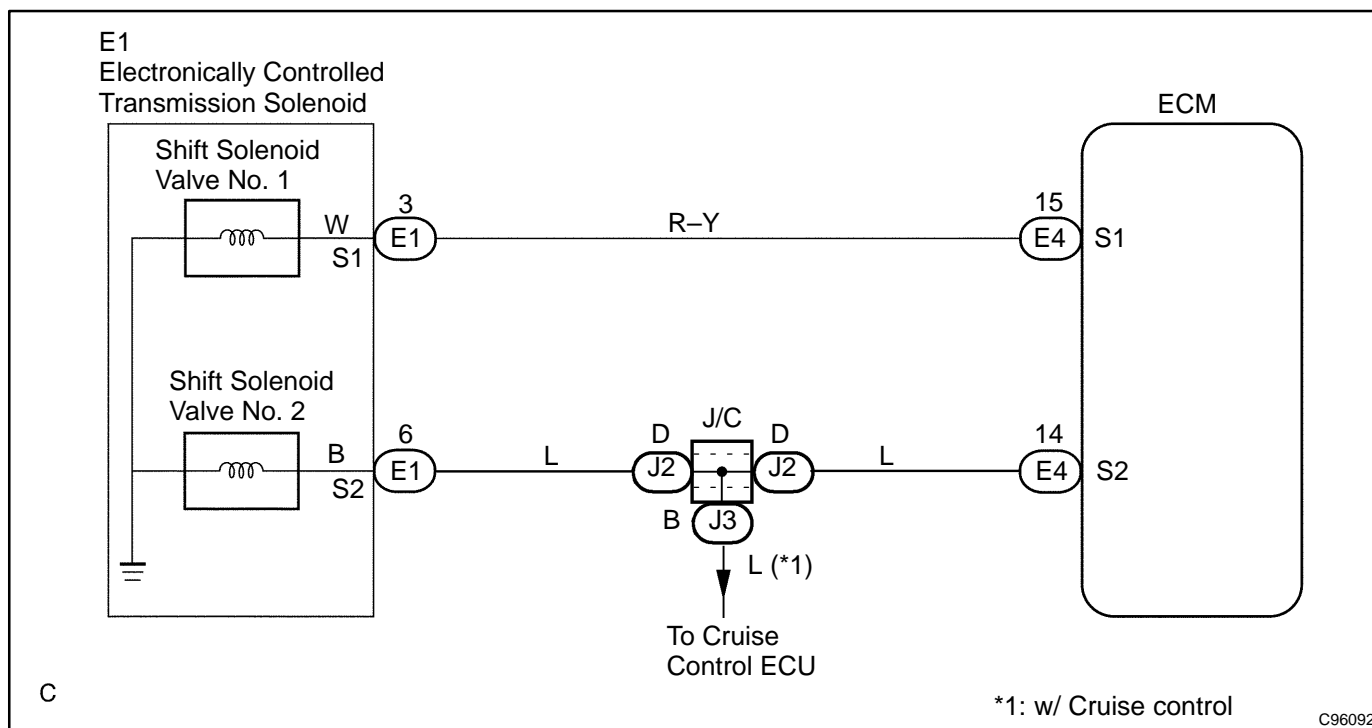 E1
Electronically Controlled
Transmission Solenoid
ECM
Shift Solenoid
Valve No. 1
W
S1
3
E1
R–Y
15
E4
S1
Shift Solenoid
Valve No. 2
B
S2
6
E1
L
D
J2
J/C
D
J2
B
J3
L
14
E4
S2
L (*1)
To Cruise
Control ECU
C
*1: w/ Cruise control
C96092